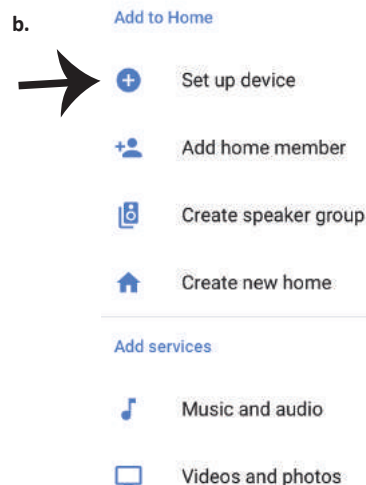 b.
Add to Home
Set up device
Add home member
Create speaker group
Create new home
Add services
Music and audio
Videos and photos